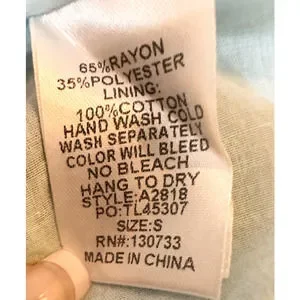 65%RAYON
35%POLYESTER
LINING:
100%COTTON
HAND WASH COLD
WASH SEPARATELY
COLOR WILL BLEED
NO BLEACH
HANG TO DRY
STYLE:A2818
PO:TL45307
SIZE:S
RN#:130733
MADE IN CHINA